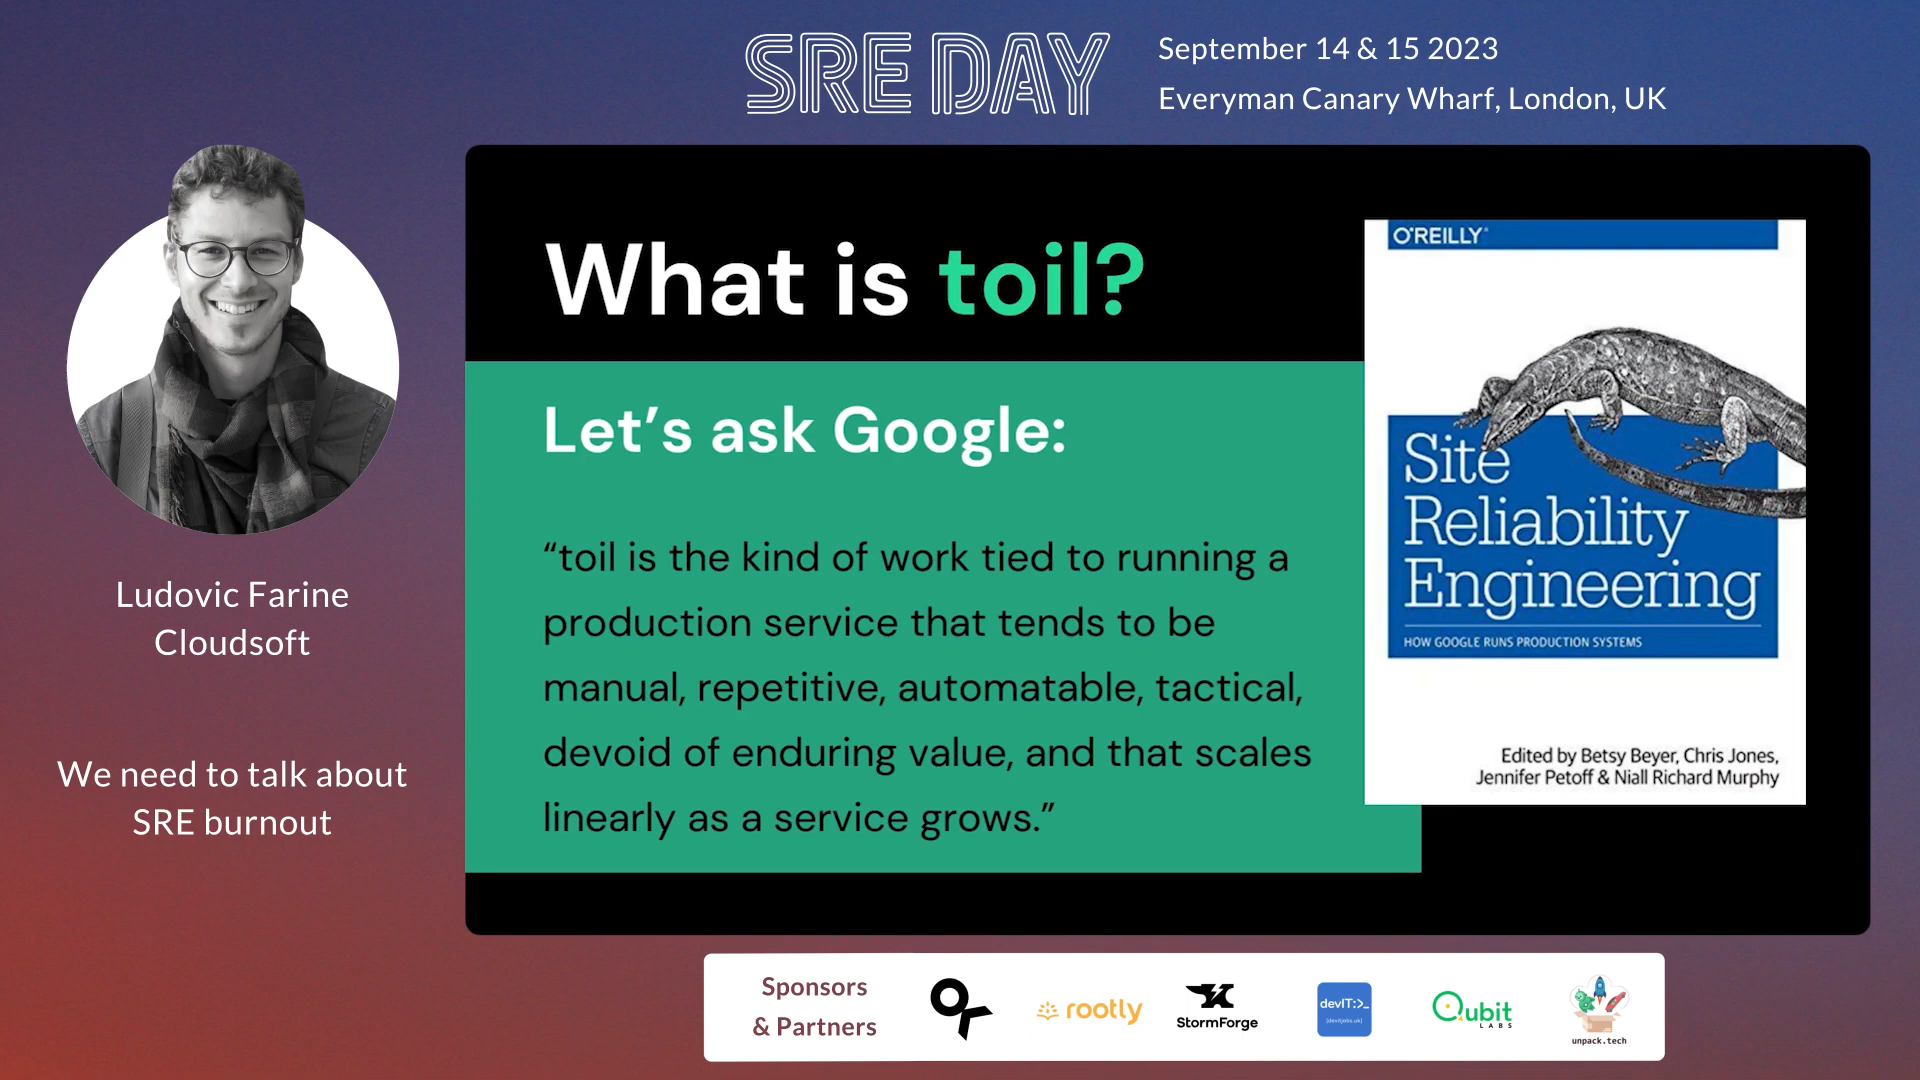 SRE DAY
September 14 & 15 2023
Everyman Canary Wharf, London, UK
Ludovic Farine
Cloudsoft
We need to talk about
SRE burnout
What is toil?
Let’s ask Google:
“toil is the kind of work tied to running a
production service that tends to be
manual, repetitive, automatable, tactical,
devoid of enduring value, and that scales
linearly as a service grows.”
O'REILLY®
Site
Reliability
Engineering
HOW GOOGLE RUNS PRODUCTION SYSTEMS
Edited by Betsy Beyer, Chris Jones,
Jennifer Petoff & Niall Richard Murphy
Sponsors
& Partners
rootly
StormForge
devIT:>_
[devitjobs.uk]
Qubit
LABS
unpack.tech